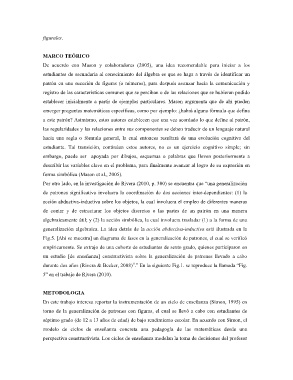 figurales.
MARCO TEÓRICO
De acuerdo con Mason y colaboradores (2005), una idea recomendable para iniciar a los
estudiantes de secundaria al conocimiento del álgebra es que se haga a través de identificar un
patrón en una sucesión de figuras (o números), para después avanzar hacia la comunicación y
registro de las características comunes que se perciben o de las relaciones que se hubieran podido
establecer inicialmente a partir de ejemplos particulares. Mason argumenta que de ahí pueden
emerger preguntas matemáticas específicas, como por ejemplo: ¿habrá alguna fórmula que defina
a este patrón? Asimismo, estos autores establecen que una vez acordado lo que define al patrón,
las regularidades y las relaciones entre sus componentes se deben traducir de un lenguaje natural
hacia una regla o fórmula general, la cual entonces resultará de una evolución cognitiva del
estudiante. Tal transición, continúan estos autores, no es un ejercicio cognitivo simple; sin
embargo, puede ser apoyada por dibujos, esquemas o palabras que lleven posteriormente a
describir las variables clave en el problema, para finalmente avanzar al logro de su expresión en
forma simbólica (Mason et al., 2005).
Por otro lado, en la investigación de Rivera (2010, p. 300) se encuentra que "una generalización
de patrones significativa involucra la coordinación de dos acciones inter-dependientes: (1) la
acción abductiva-inductiva sobre los objetos, la cual involucra el empleo de diferentes maneras
de contar y de estructurar los objetos discretos o las partes de un patrón en una manera
algebraicamente útil; y (2) la acción simbólica, la cual involucra trasladar (1) a la forma de una
generalización algebraica. La idea detrás de la acción abductiva-inductiva está ilustrada en la
Fig.5. [Ahí se muestra] un diagrama de fases en la generalización de patrones, el cual se verificó
empíricamente. Se extrajo de una cohorte de estudiantes de sexto grado, quienes participaron en
un estudio [de enseñanza] constructivista sobre la generalización de patrones llevado a cabo
durante dos años (Rivera & Becker, 2008)"." En la siguiente Fig.1. se reproduce la llamada "Fig.
5" en el trabajo de Rivera (2010).
METODOLOGIA
En este trabajo interesa reportar la instrumentación de un ciclo de enseñanza (Simon, 1995) en
torno de la generalización de patrones con figuras, el cual se llevó a cabo con estudiantes de
séptimo grado (de 12 a 13 años de edad) de bajo rendimiento escolar. En acuerdo con Simon, el
modelo de ciclos de enseñanza concreta una pedagogía de las matemáticas desde una
perspectiva constructivista. Los ciclos de enseñanza modelan la toma de decisiones del profesor